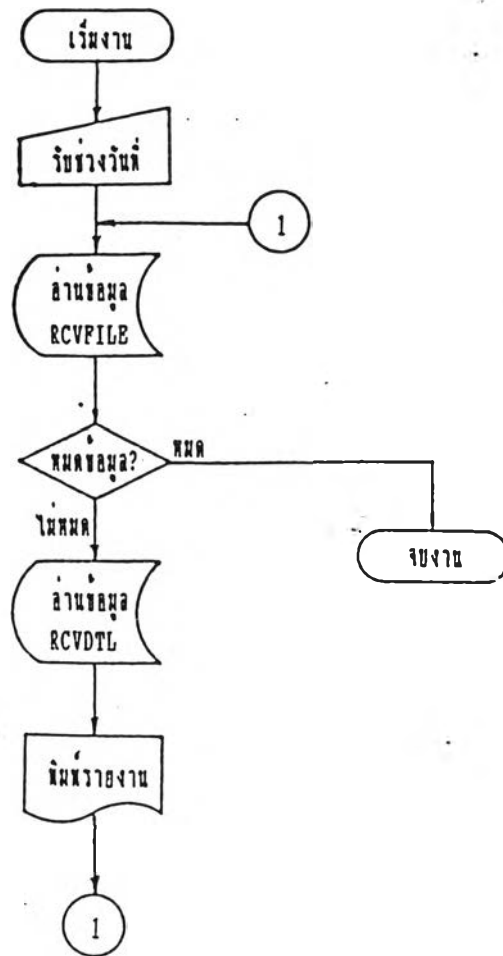 เริ่มงาน
รับช่วงวันที่
1
อ่านข้อมูล
RCVFILE
หมดข้อมูล?
หมด
ไม่หมด
จบงาน
อ่านข้อมูล
RCVDTL
พิมพ์รายงาน
1